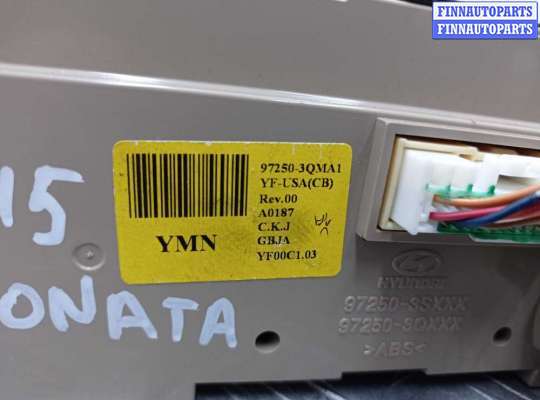 FINNAUTOPARTS
FINNAUTOPARTS
97250-3QMA1
YF-USA(CB)
Rev.00
A0187
C.K.J
GBJA
YF00C1.03
YMN
15
ONATA
HYUNDAI
97250-3SXXX
97250-3QXXX
>ABS<